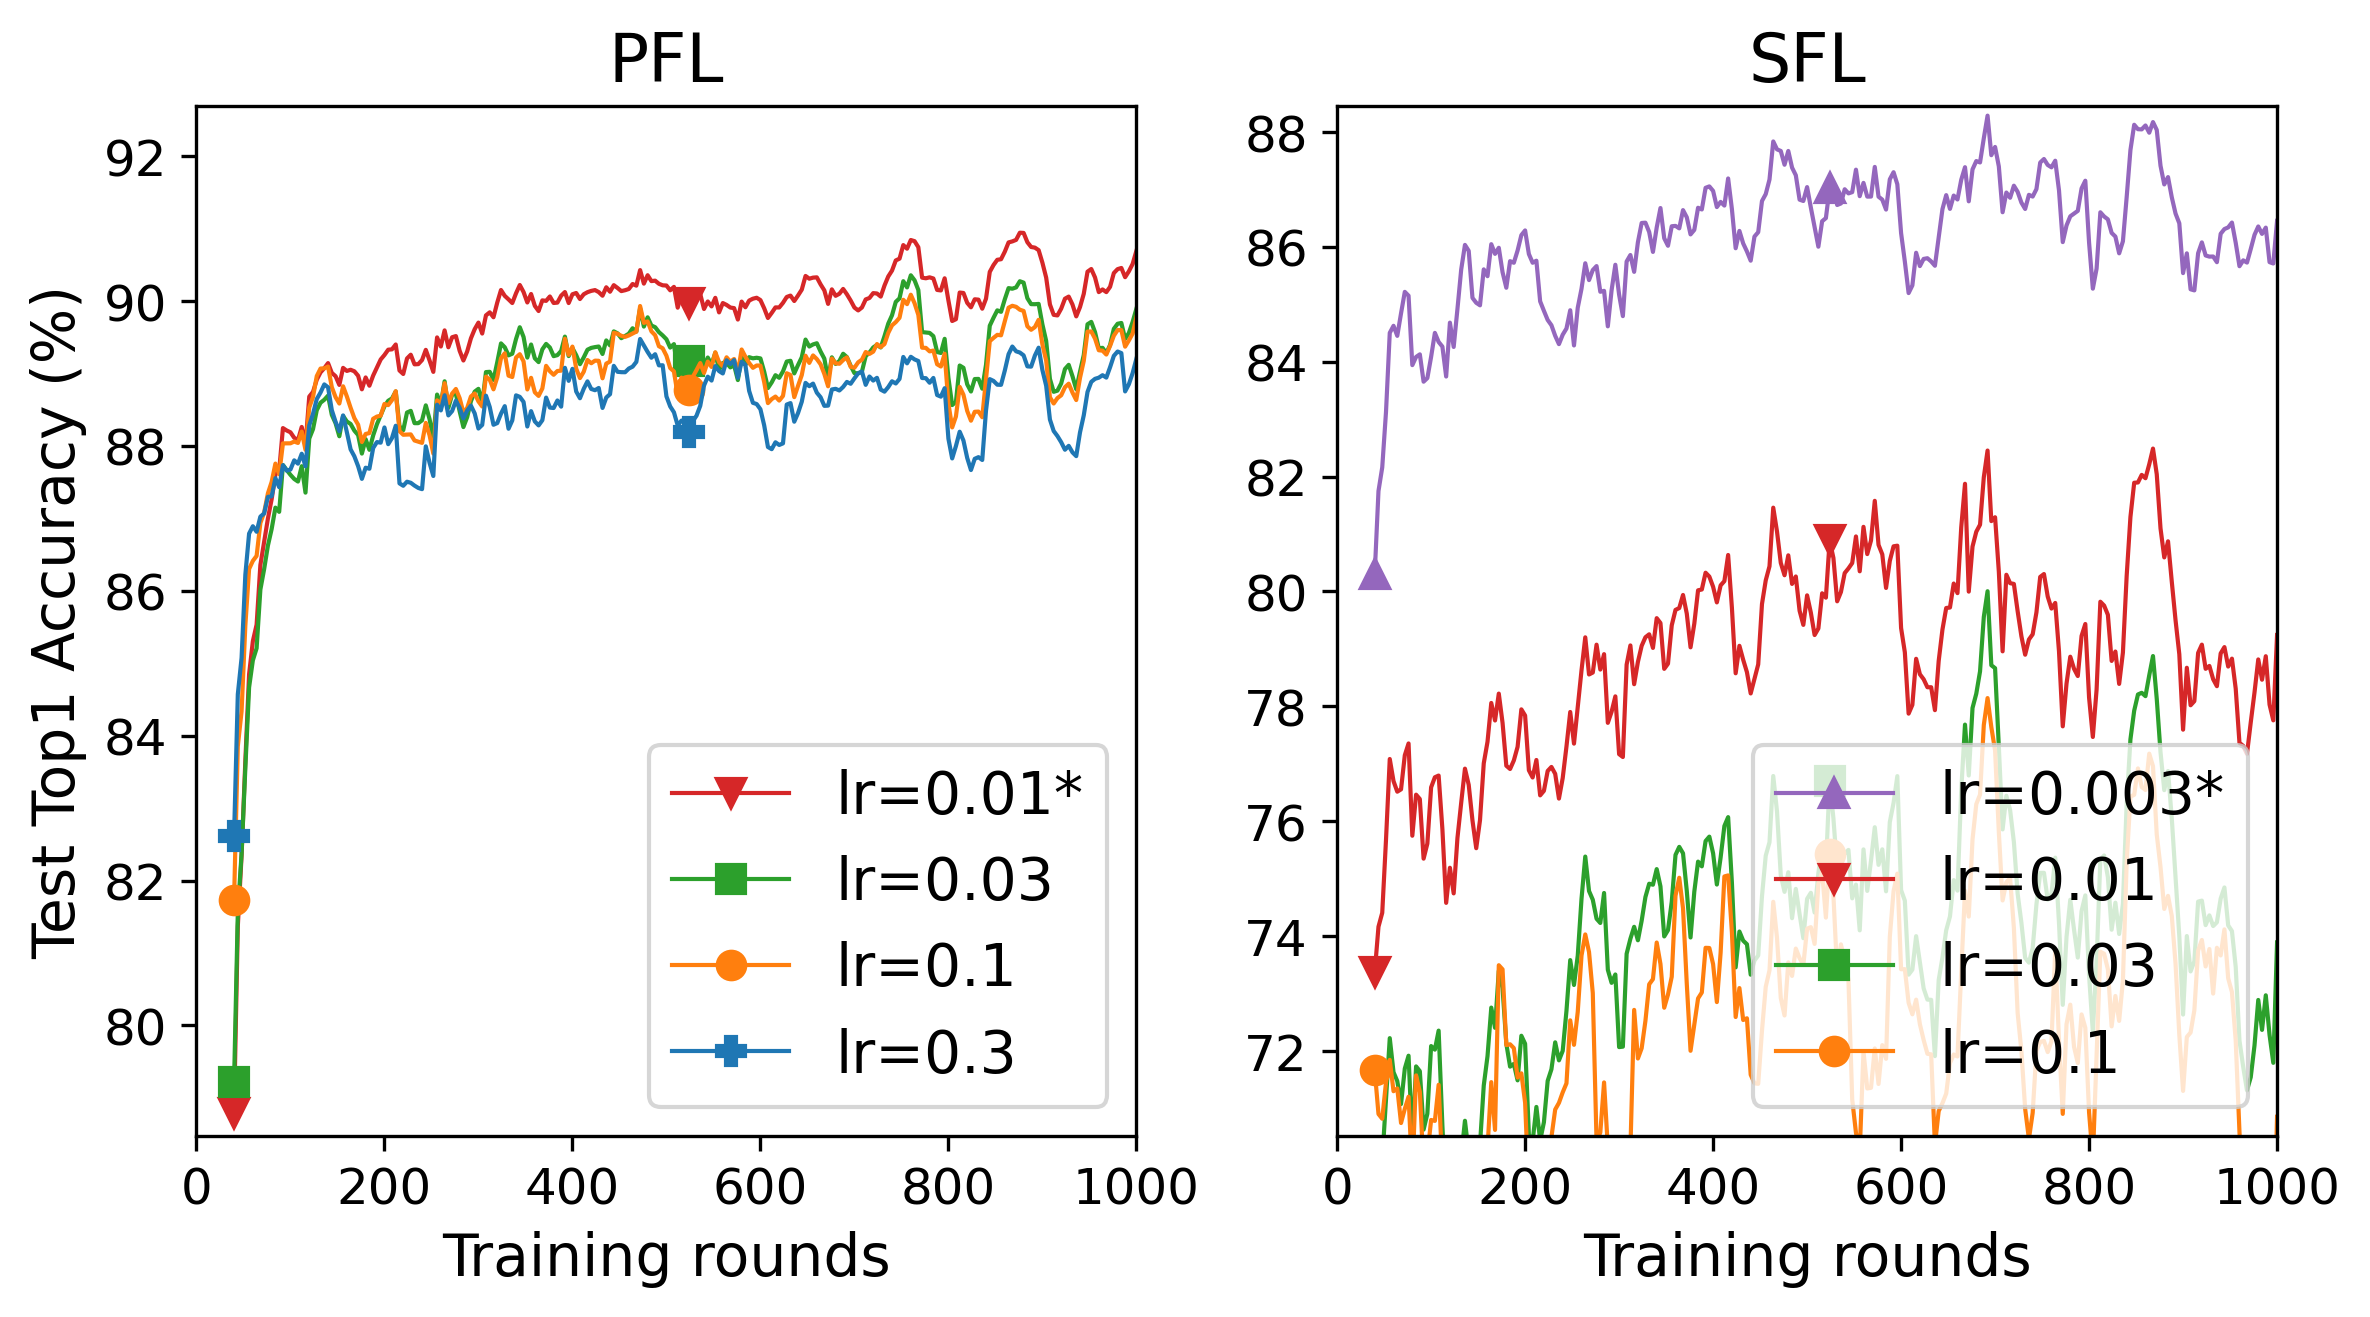 PFL
Test Top1 Accuracy (%)
92
90
88
86
84
82
80
0 200 400 600 800 1000
Training rounds
lr=0.01*
lr=0.03
lr=0.1
lr=0.3
SFL
88
86
84
82
80
78
76
74
72
0 200 400 600 800 1000
Training rounds
lr=0.003*
lr=0.01
lr=0.03
lr=0.1